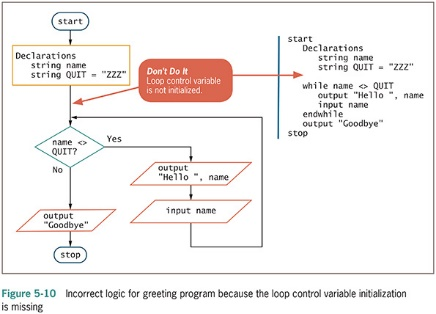 start
Declarations
string name
string QUIT = "ZZZ"
Don't Do It
Loop control variable
is not initialized.
name <>
QUIT?
Yes
No
output
"Hello ", name
input name
output
"Goodbye"
stop
start
Declarations
string name
string QUIT = "ZZZ"
while name <> QUIT
output "Hello ", name
input name
endwhile
output "Goodbye"
stop
Figure 5-10 Incorrect logic for greeting program because the loop control variable initialization
is missing